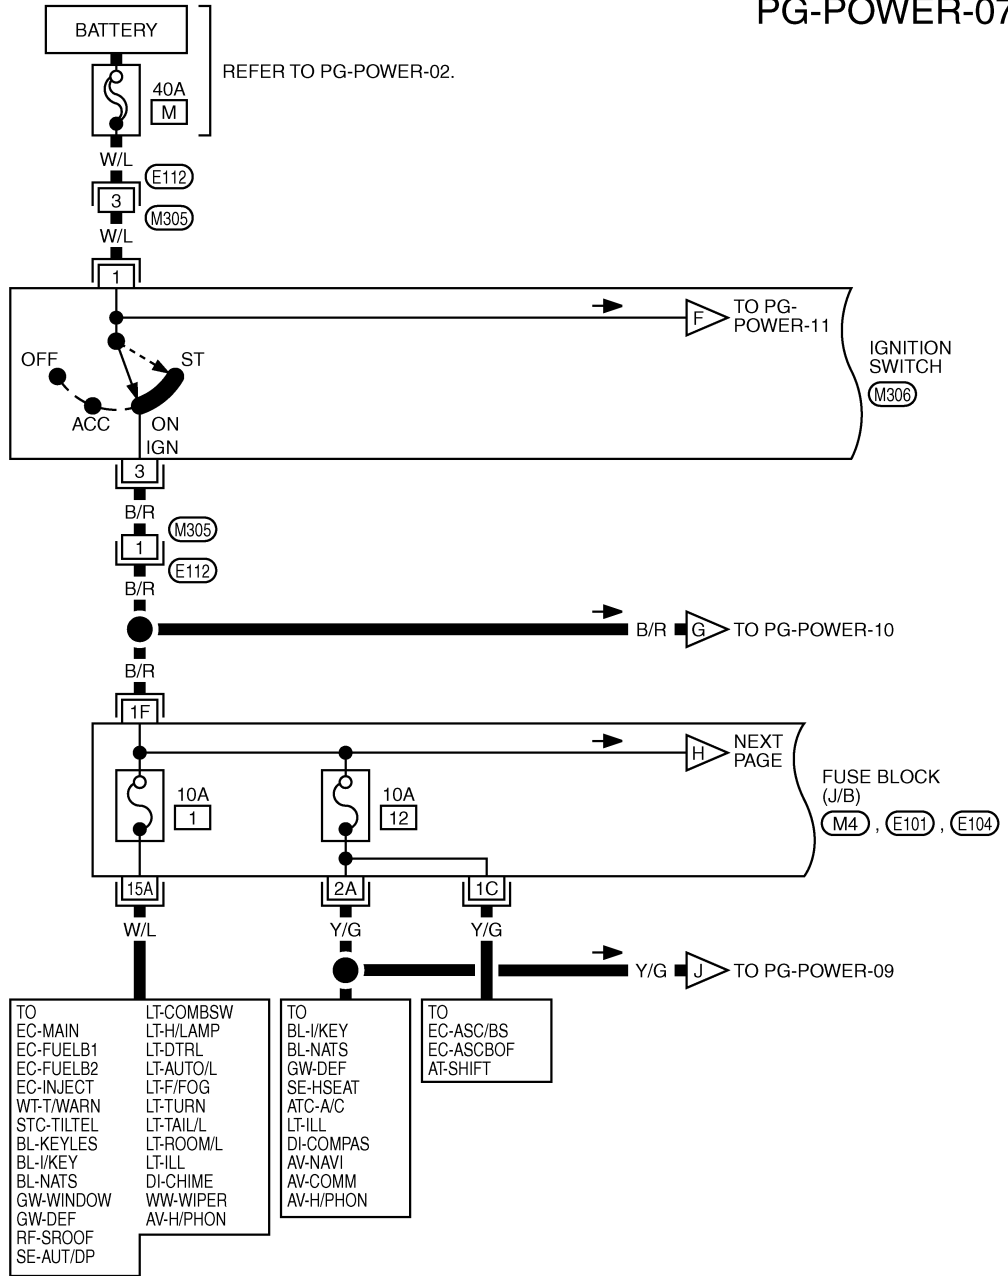 PG-POWER-07
BATTERY
REFER TO PG-POWER-02.
40A
M
W/L
E112
3
M305
W/L
1
F
TO PG-
POWER-11
IGNITION
SWITCH
M306
OFF
ST
ACC
ON
IGN
3
B/R
M305
1
E112
B/R
B/R
G
TO PG-POWER-10
B/R
1F
H
NEXT
PAGE
10A
1
10A
12
FUSE BLOCK
(J/B)
M4 , E101 , E104
15A
2A
1C
W/L
Y/G
Y/G
Y/G
J
TO PG-POWER-09
TO
EC-MAIN
EC-FUELB1
EC-FUELB2
EC-INJECT
WT-T/WARN
STC-TILTEL
BL-KEYLES
BL-I/KEY
BL-NATS
GW-WINDOW
GW-DEF
RF-SROOF
SE-AUT/DP
LT-COMBSW
LT-H/LAMP
LT-DTRL
LT-AUTO/L
LT-F/FOG
LT-TURN
LT-TAIL/L
LT-ROOM/L
LT-ILL
DI-CHIME
WW-WIPER
AV-H/PHON
TO
BL-I/KEY
BL-NATS
GW-DEF
SE-HSEAT
ATC-A/C
LT-ILL
DI-COMPAS
AV-NAVI
AV-COMM
AV-H/PHON
TO
EC-ASC/BS
EC-ASCBOF
AT-SHIFT